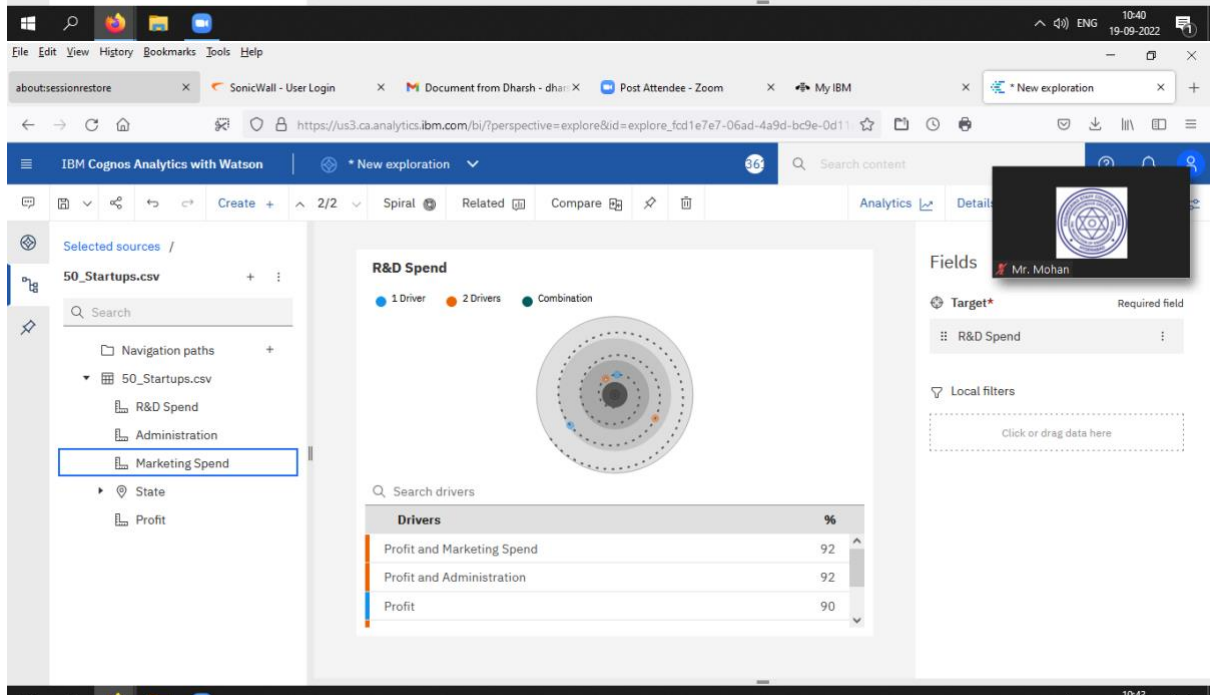 ENG
10:40
19-09-2022
File Edit View History Bookmarks Tools Help
about:sessionrestore
SonicWall - User Login
Document from Dharsh - dhar
Post Attendee - Zoom
My IBM
* New exploration
https://us3.ca.analytics.ibm.com/bi/?perspective=explore&id=explore_fcd1e7e7-06ad-4a9d-bc9e-0d11
IBM Cognos Analytics with Watson
* New exploration
Search content
Create +
2/2
Spiral
Related
Compare
Analytics
Details
Selected sources /
50_Startups.csv
Search
Navigation paths
50_Startups.csv
R&D Spend
Administration
Marketing Spend
State
Profit
R&D Spend
1 Driver
2 Drivers
Combination
Search drivers
Drivers %
Profit and Marketing Spend 92
Profit and Administration 92
Profit 90
Mr. Mohan
Fields
Target* Required field
R&D Spend
Local filters
Click or drag data here
10:43